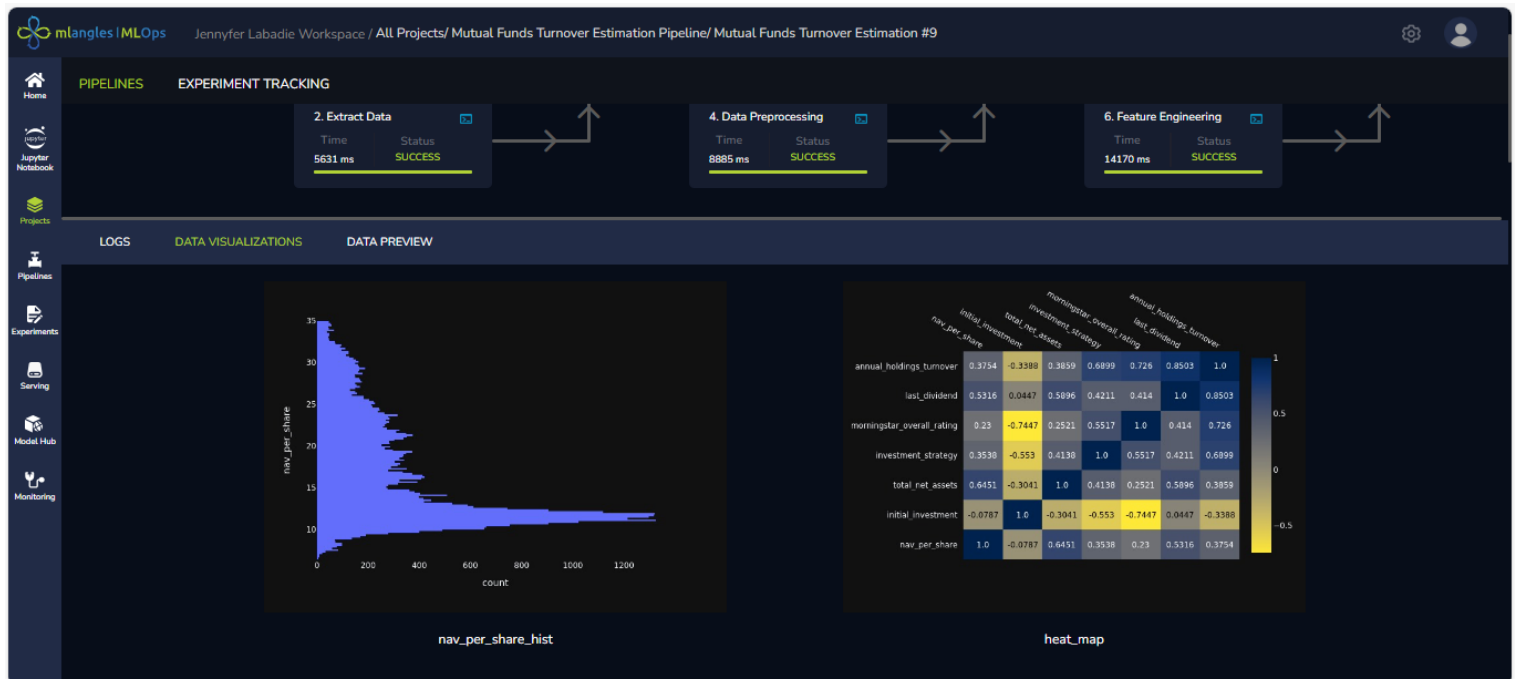 mlangles | MLOps
Jennyfer Labadie Workspace / All Projects/ Mutual Funds Turnover Estimation Pipeline/ Mutual Funds Turnover Estimation #9
Home
jupyter
Jupyter
Notebook
Projects
Pipelines
Experiments
Serving
Model Hub
Monitoring
PIPELINES EXPERIMENT TRACKING
2. Extract Data
Time Status
5631 ms SUCCESS
4. Data Preprocessing
Time Status
8885 ms SUCCESS
6. Feature Engineering
Time Status
14170 ms SUCCESS
LOGS DATA VISUALIZATIONS DATA PREVIEW
nav_per_share
35
30
25
20
15
10
0 200 400 600 800 1000 1200
count
nav_per_share_hist
nav_per_share
initial_investment
total_net_assets
investment_strategy
morningstar_overall_rating
last_dividend
annual_holdings_turnover
annual_holdings_turnover 0.3754 -0.3388 0.3859 0.6899 0.726 0.8503 1.0
last_dividend 0.5316 0.0447 0.5896 0.4211 0.414 1.0 0.8503
morningstar_overall_rating 0.23 -0.7447 0.2521 0.5517 1.0 0.414 0.726
investment_strategy 0.3538 -0.553 0.4138 1.0 0.5517 0.4211 0.6899
total_net_assets 0.6451 -0.3041 1.0 0.4138 0.2521 0.5896 0.3859
initial_investment -0.0787 1.0 -0.3041 -0.553 -0.7447 0.0447 -0.3388
nav_per_share 1.0 -0.0787 0.6451 0.3538 0.23 0.5316 0.3754
1
0.5
0
−0.5
heat_map